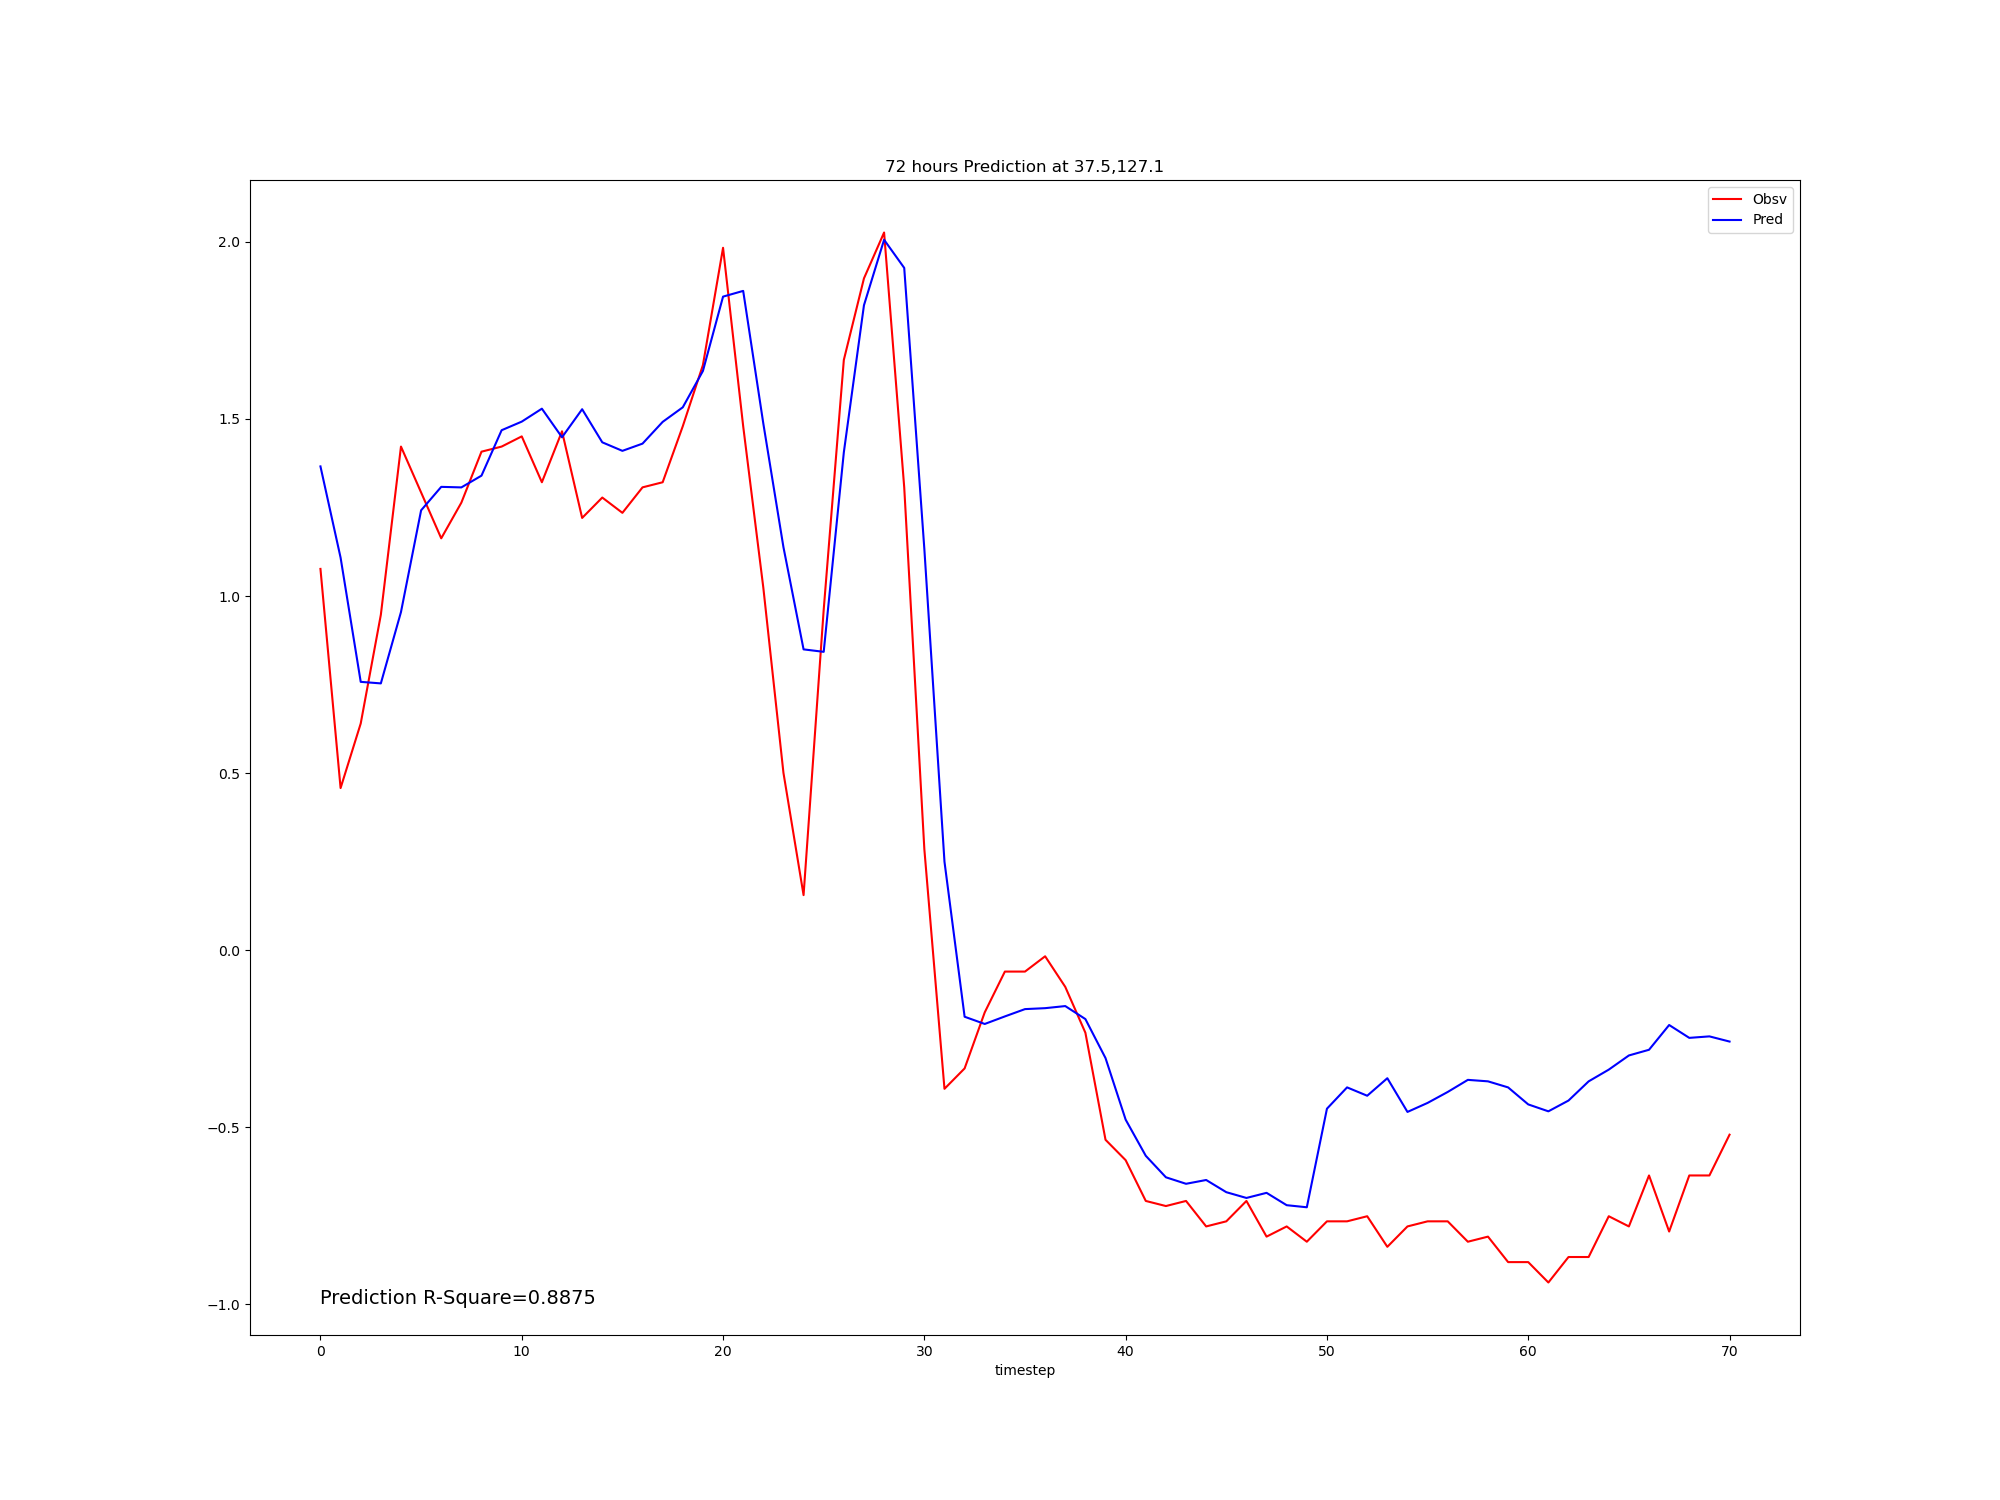 72 hours Prediction at 37.5,127.1
Obsv
Pred
2.0
1.5
1.0
0.5
0.0
−0.5
−1.0
Prediction R-Square=0.8875
0 10 20 30 40 50 60 70
timestep